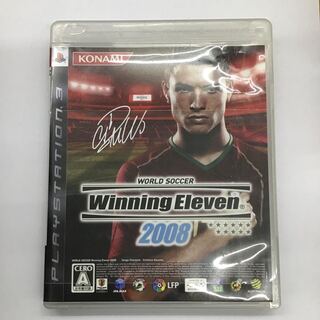 KONAMI
PLAYSTATION 3
WORLD SOCCER
Winning Eleven
2008
CERO
A
LFP